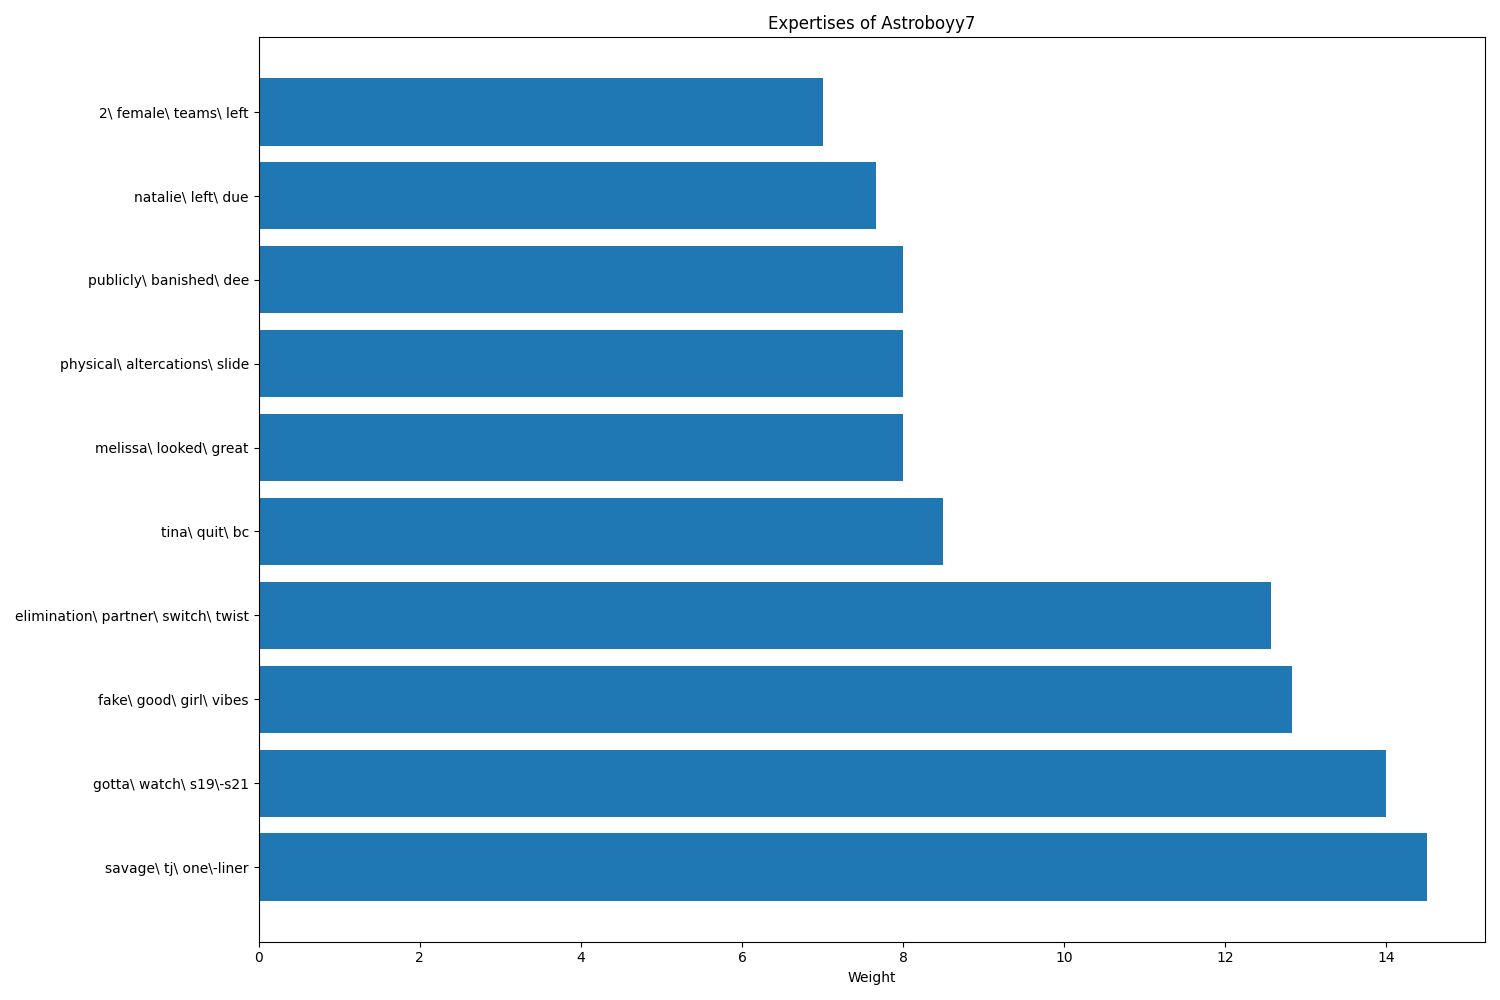 Expertises of Astroboyy7
2\ female\ teams\ left
natalie\ left\ due
publicly\ banished\ dee
physical\ altercations\ slide
melissa\ looked\ great
tina\ quit\ bc
elimination\ partner\ switch\ twist
fake\ good\ girl\ vibes
gotta\ watch\ s19\-s21
savage\ tj\ one\-liner
0 2 4 6 8 10 12 14
Weight